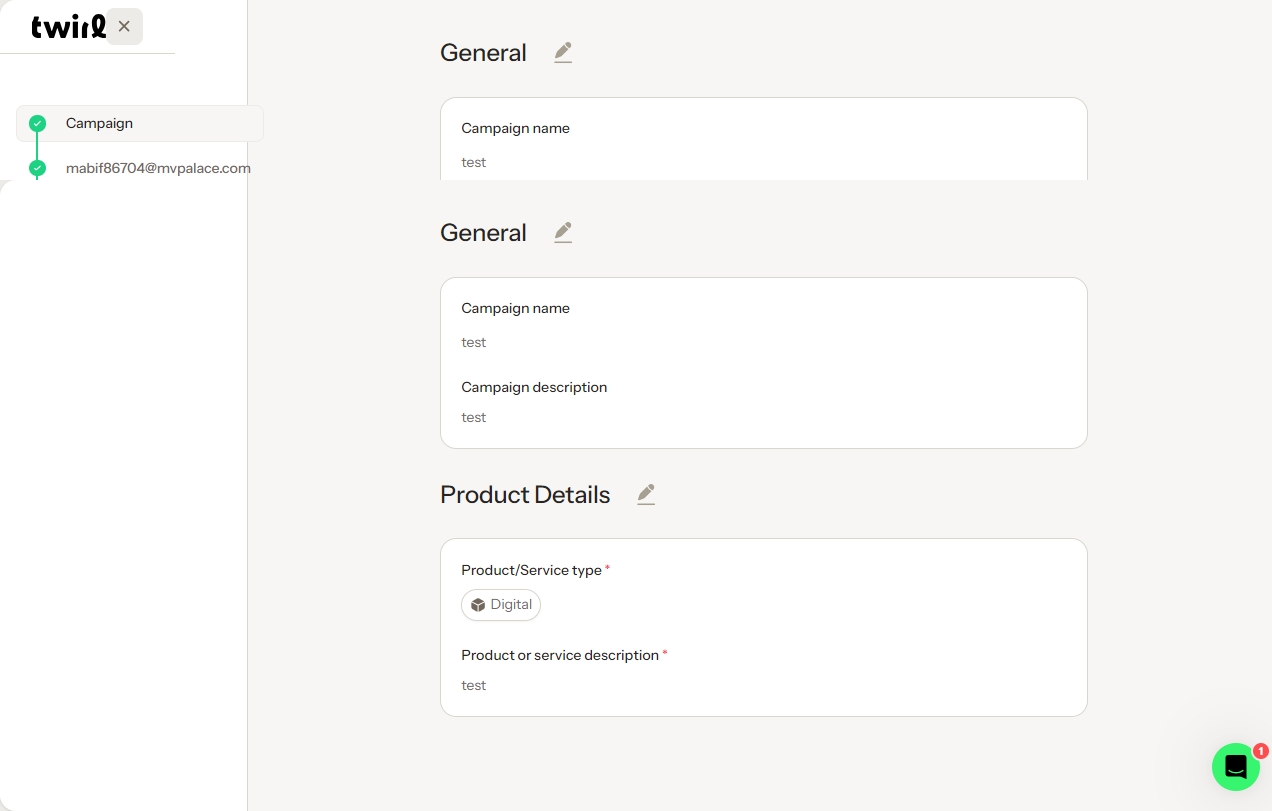 twirl
Campaign
mabif86704@mvpalace.com
General
Campaign name
test
General
Campaign name
test
Campaign description
test
Product Details
Product/Service type *
Digital
Product or service description *
test
1